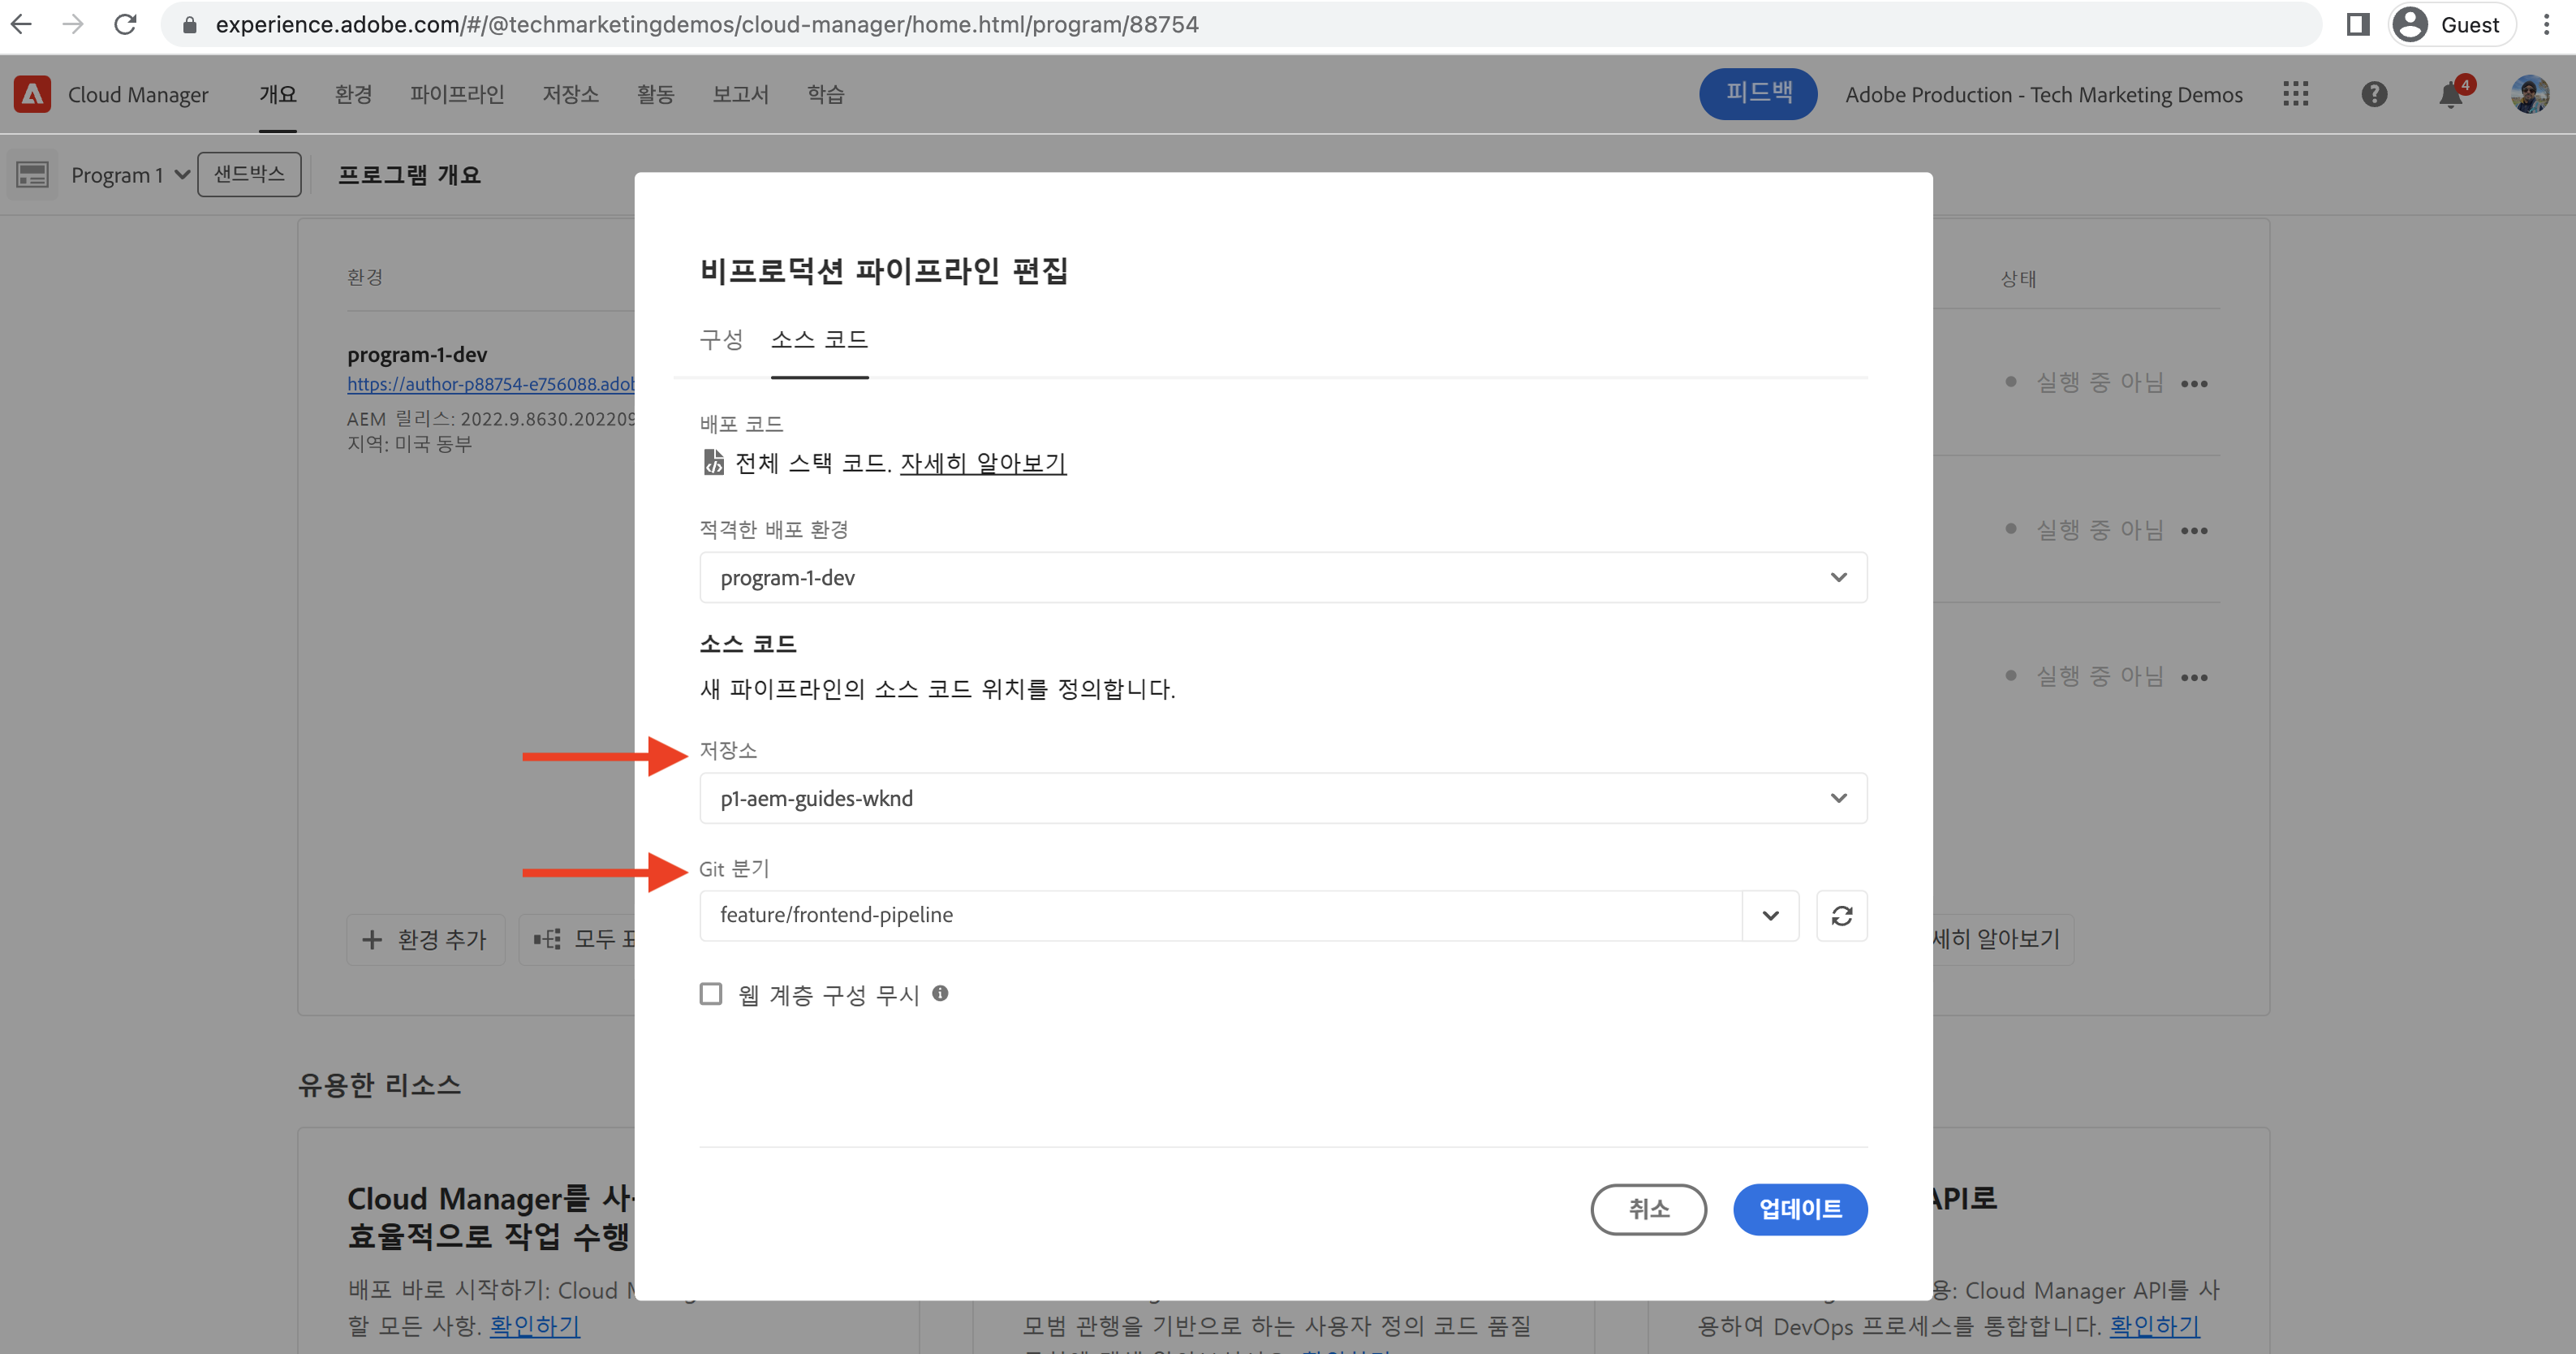 experience.adobe.com/#/@techmarketingdemos/cloud-manager/home.html/program/88754
Guest
Cloud Manager 개요 환경 파이프라인 저장소 활동 보고서 학습 피드백 Adobe Production - Tech Marketing Demos 4
Program 1 샌드박스 프로그램 개요
비프로덕션 파이프라인 편집
구성 소스 코드
배포 코드
전체 스택 코드. 자세히 알아보기
적격한 배포 환경
program-1-dev
소스 코드
새 파이프라인의 소스 코드 위치를 정의합니다.
저장소
p1-aem-guides-wknd
Git 분기
feature/frontend-pipeline
웹 계층 구성 무시
취소 업데이트
환경
program-1-dev
https://author-p88754-e756088.adob
AEM 릴리스: 2022.9.8630.202209
지역: 미국 동부
환경 추가 모두
상태
실행 중 아님
실행 중 아님
실행 중 아님
세히 알아보기
유용한 리소스
Cloud Manager를
효율적으로 작업 수행
배포 바로 시작하기: Cloud
할 모든 사항. 확인하기
모범 관행을 기반으로 하는 사용자 정의 코드 품질
API로
용: Cloud Manager API를 사
용하여 DevOps 프로세스를 통합합니다. 확인하기